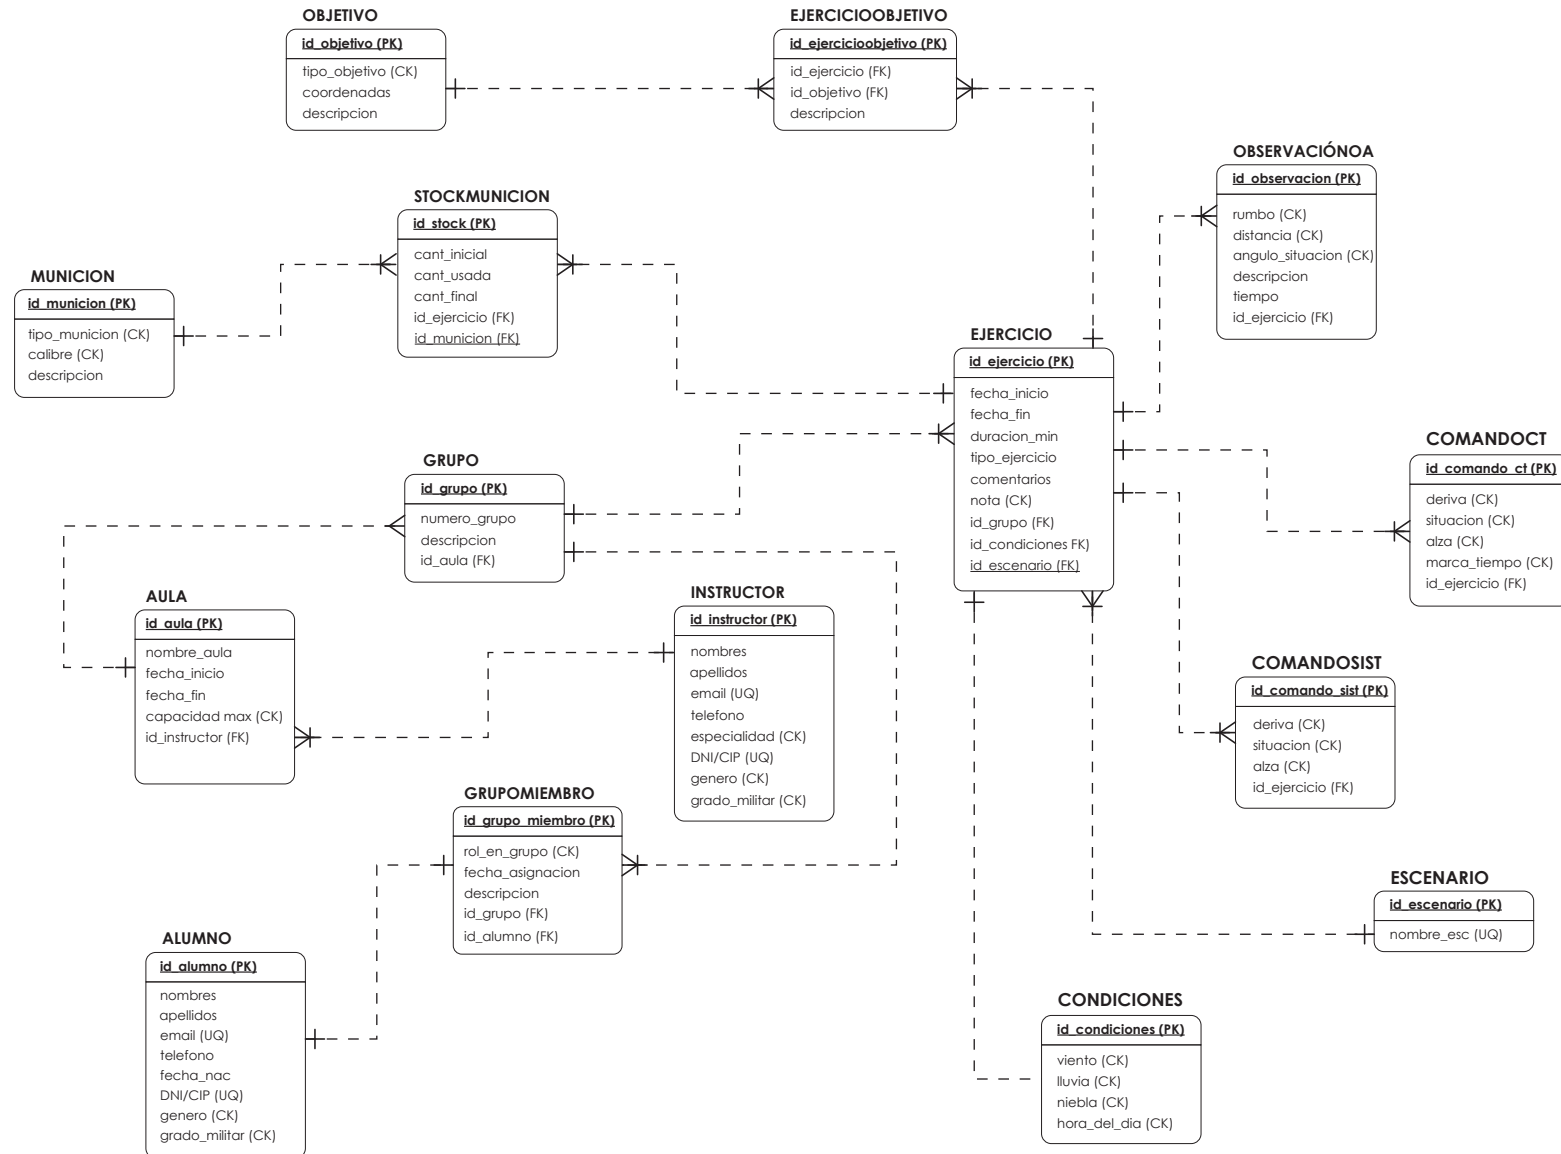 OBJETIVO
id_objetivo (PK)
tipo_objetivo (CK)
coordenadas
descripcion
EJERCICIOOBJETIVO
id_ejercicioobjetivo (PK)
id_ejercicio (FK)
id_objetivo (FK)
descripcion
OBSERVACIÓNOA
id_observacion (PK)
rumbo (CK)
distancia (CK)
angulo_situacion (CK)
descripcion
tiempo
id_ejercicio (FK)
STOCKMUNICION
id_stock (PK)
cant_inicial
cant_usada
cant_final
id_ejercicio (FK)
id_municion (FK)
MUNICION
id_municion (PK)
tipo_municion (CK)
calibre (CK)
descripcion
EJERCICIO
id_ejercicio (PK)
fecha_inicio
fecha_fin
duracion_min
tipo_ejercicio
comentarios
nota (CK)
id_grupo (FK)
id_condiciones FK)
id_escenario (FK)
COMANDOCT
id_comando_ct (PK)
deriva (CK)
situacion (CK)
alza (CK)
marca_tiempo (CK)
id_ejercicio (FK)
GRUPO
id_grupo (PK)
numero_grupo
descripcion
id_aula (FK)
AULA
id_aula (PK)
nombre_aula
fecha_inicio
fecha_fin
capacidad max (CK)
id_instructor (FK)
INSTRUCTOR
id_instructor (PK)
nombres
apellidos
email (UQ)
telefono
especialidad (CK)
DNI/CIP (UQ)
genero (CK)
grado_militar (CK)
COMANDOSIST
id_comando_sist (PK)
deriva (CK)
situacion (CK)
alza (CK)
id_ejercicio (FK)
GRUPOMIEMBRO
id_grupo_miembro (PK)
rol_en_grupo (CK)
fecha_asignacion
descripcion
id_grupo (FK)
id_alumno (FK)
ESCENARIO
id_escenario (PK)
nombre_esc (UQ)
ALUMNO
id_alumno (PK)
nombres
apellidos
email (UQ)
telefono
fecha_nac
DNI/CIP (UQ)
genero (CK)
grado_militar (CK)
CONDICIONES
id_condiciones (PK)
viento (CK)
lluvia (CK)
niebla (CK)
hora_del_dia (CK)